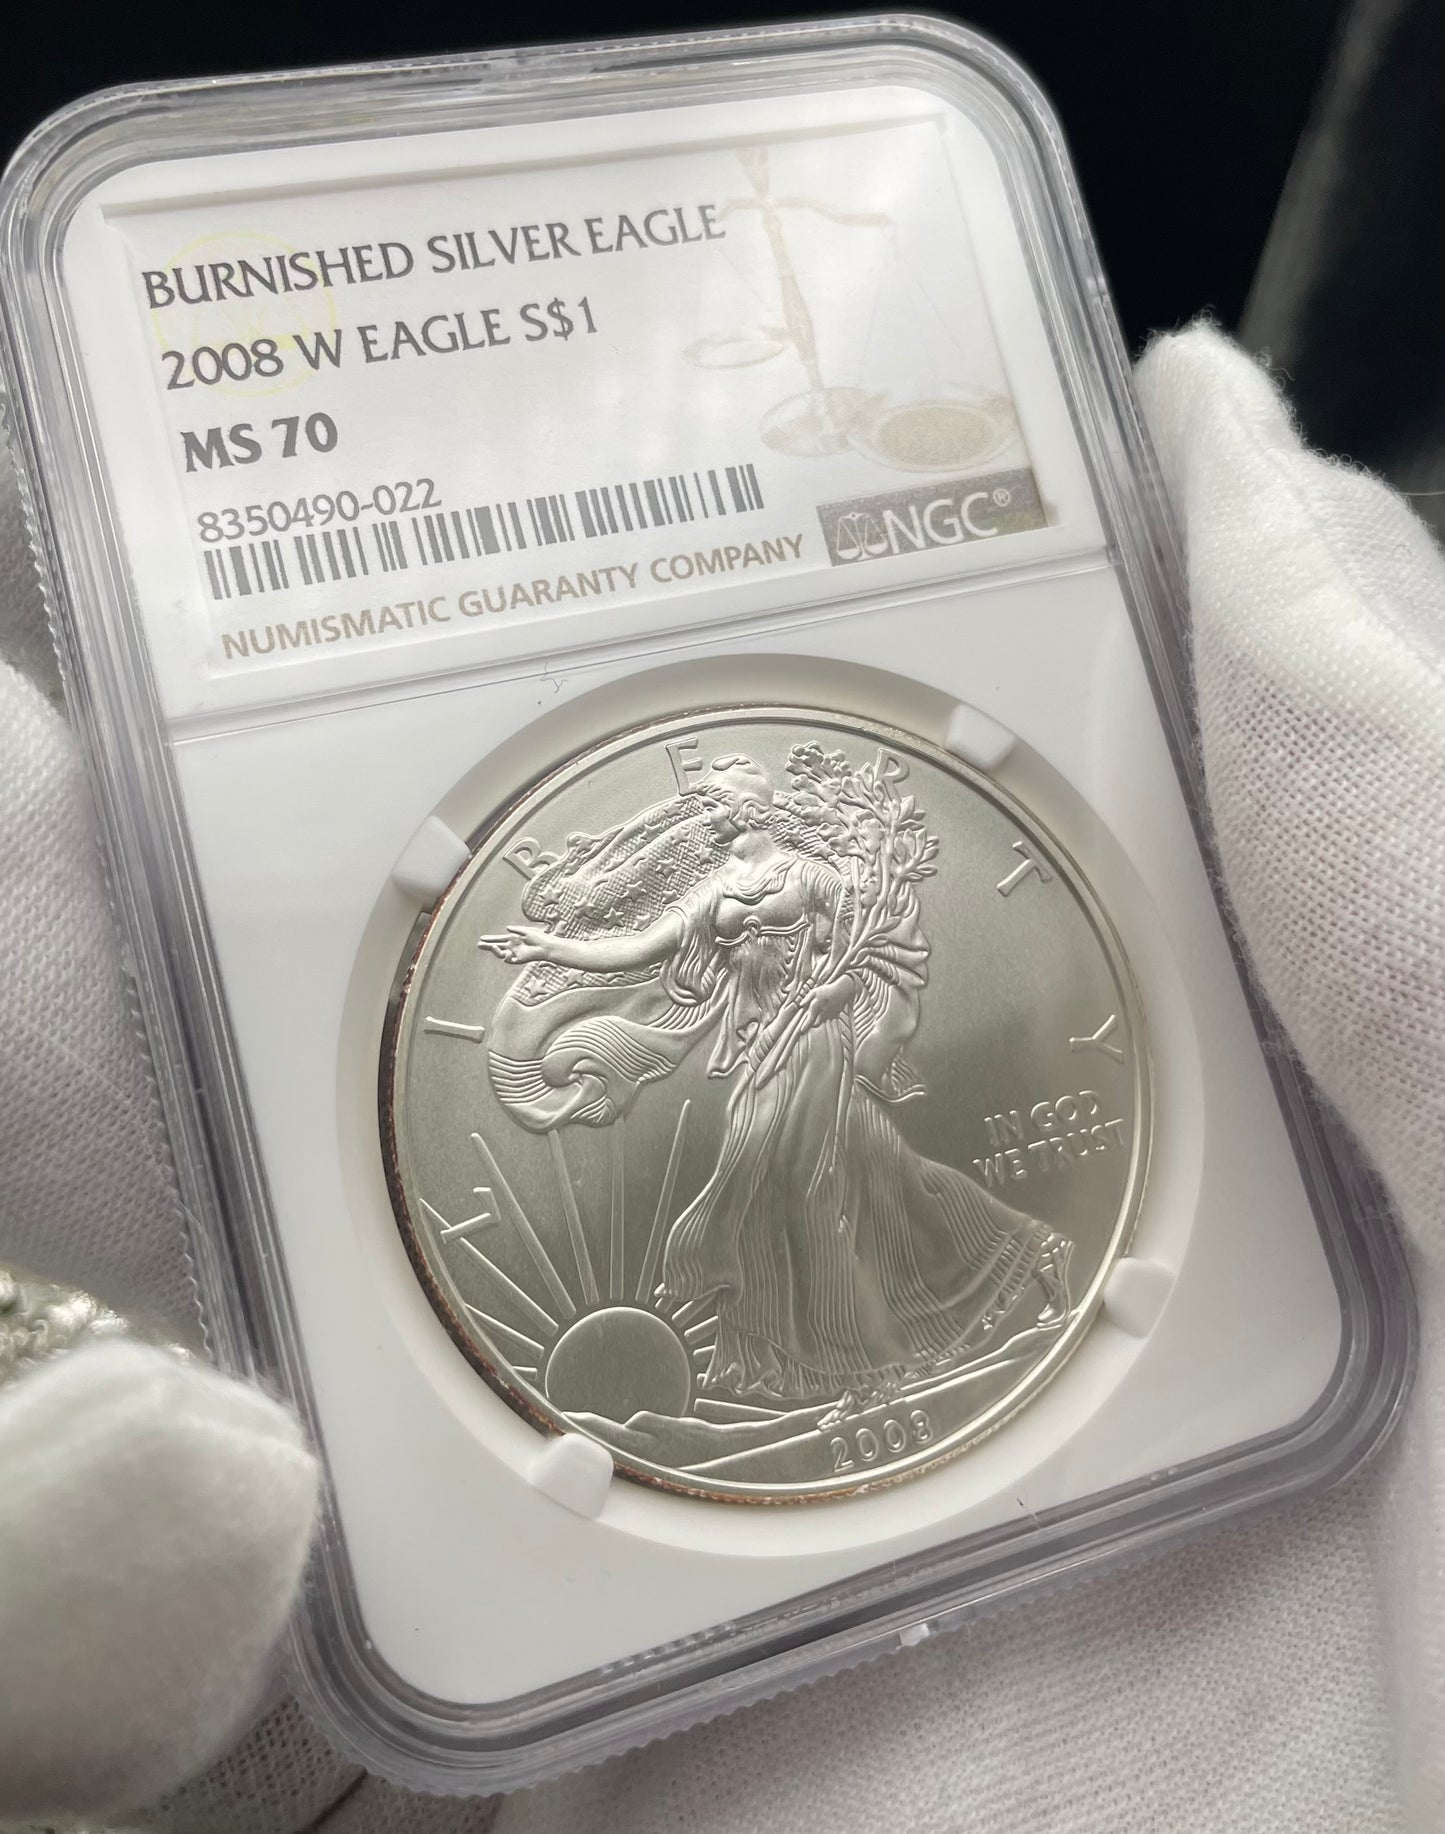 BURNISHED SILVER EAGLE
2008 W EAGLE S$1
MS 70
8350490-022
NUMISMATIC GUARANTY COMPANY
NGC®
LIBERTY
IN GOD
WE TRUST
2008